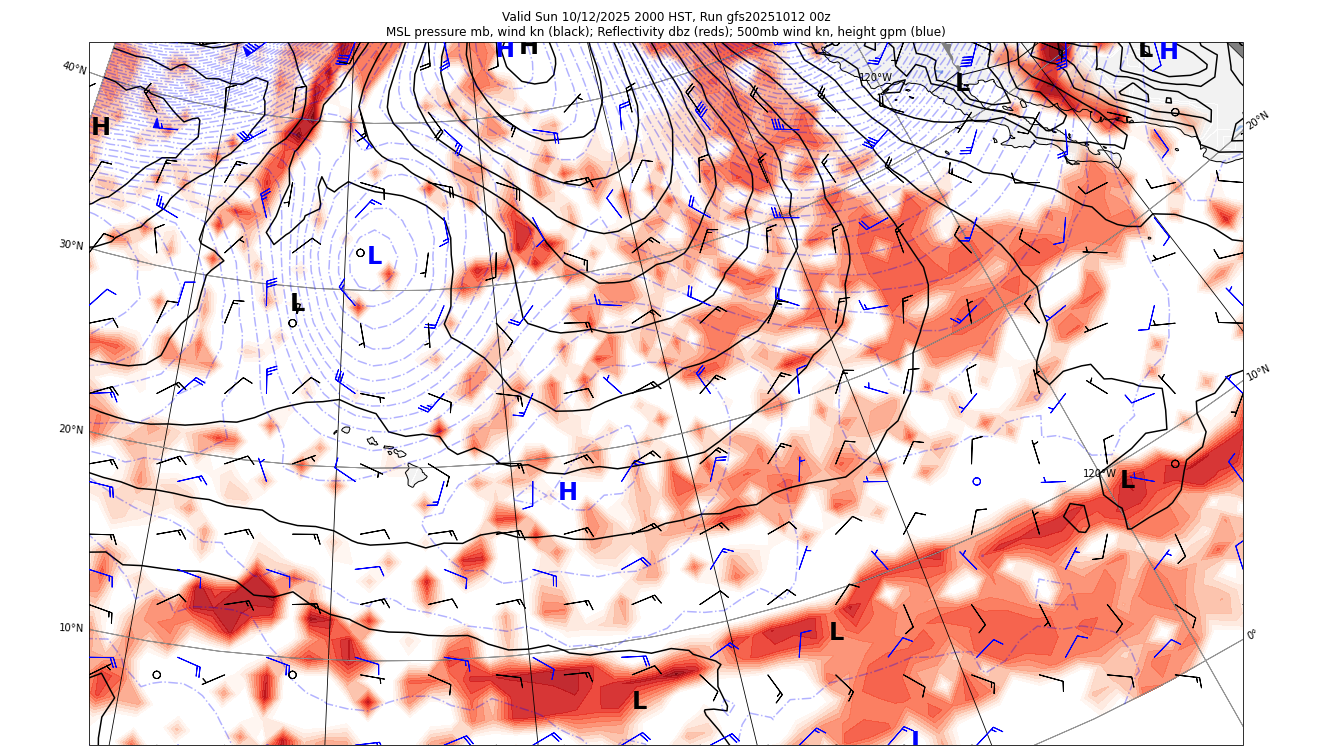 Valid Sun 10/12/2025 2000 HST, Run gfs20251012 00z
MSL pressure mb, wind kn (black); Reflectivity dbz (reds); 500mb wind kn, height gpm (blue)
H H L H
40°N 120°W L
H 20°N
30°N L
L
10°N
20°N
120°W L
H
10°N L 0°
L
L